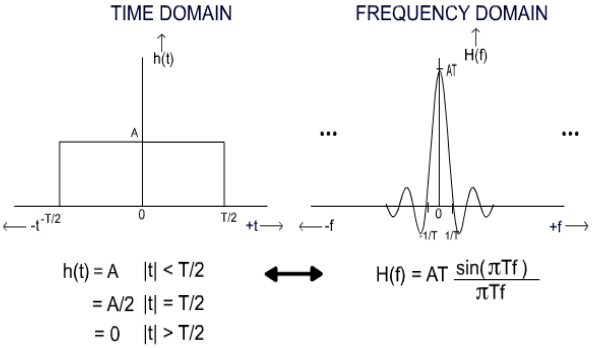 TIME DOMAIN
h(t)
A
-t
-T/2
0
T/2
+t
h(t) = A |t| < T/2
= A/2 |t| = T/2
= 0 |t| > T/2
FREQUENCY DOMAIN
H(f)
AT
...
...
-f
0
-1/T
1/T
+f
H(f) = AT sin(πTf)
πTf